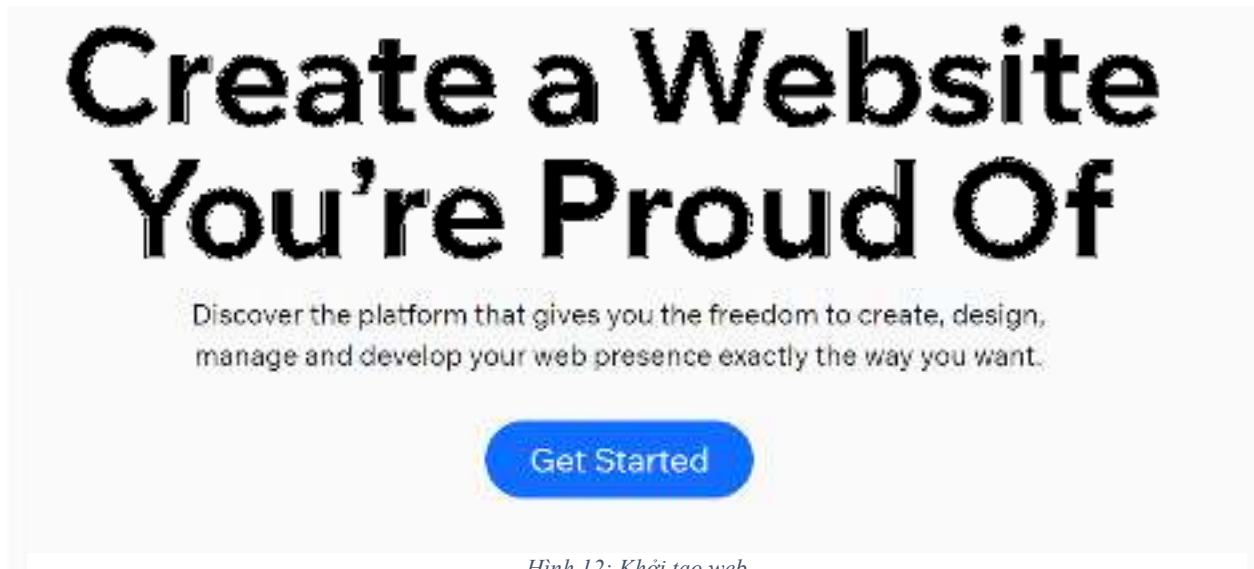 Create a Website
You’re Proud Of
Discover the platform that gives you the freedom to create, design,
manage and develop your web presence exactly the way you want.
Get Started
Hình 12: Khởi tạo web